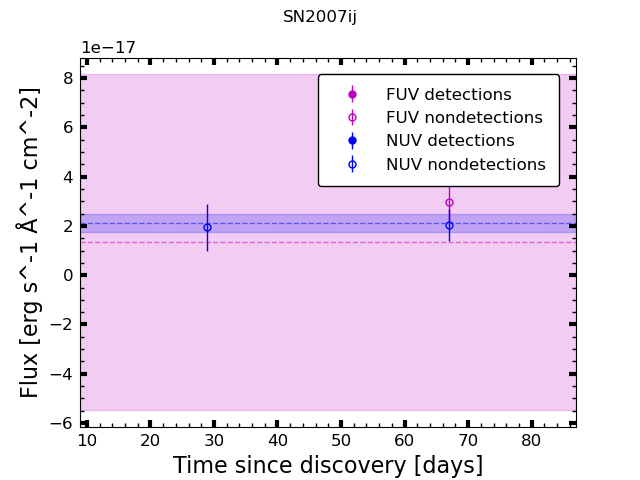 SN2007ij
1e−17
8
6
4
2
0
−2
−4
−6
Flux [erg s^-1 Å^-1 cm^-2]
FUV detections
FUV nondetections
NUV detections
NUV nondetections
10 20 30 40 50 60 70 80
Time since discovery [days]